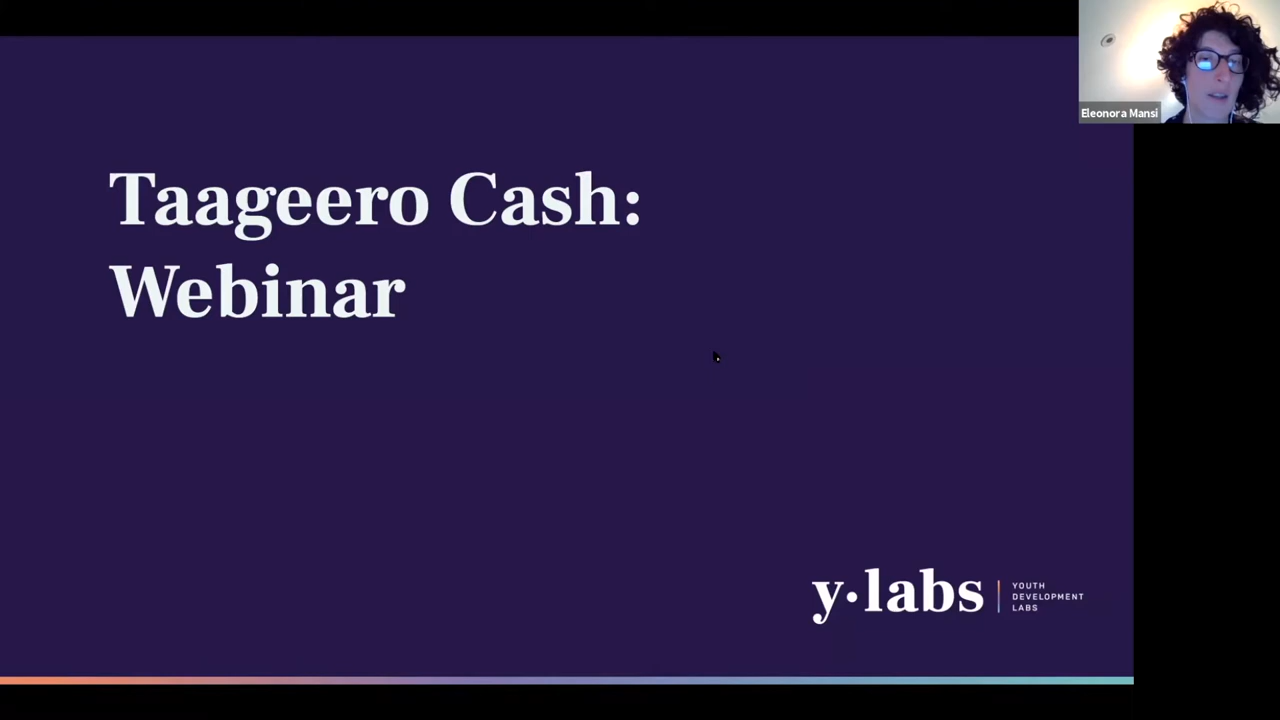 Eleonora Mansi
Taageero Cash:
Webinar
y·labs
YOUTH
DEVELOPMENT
LABS